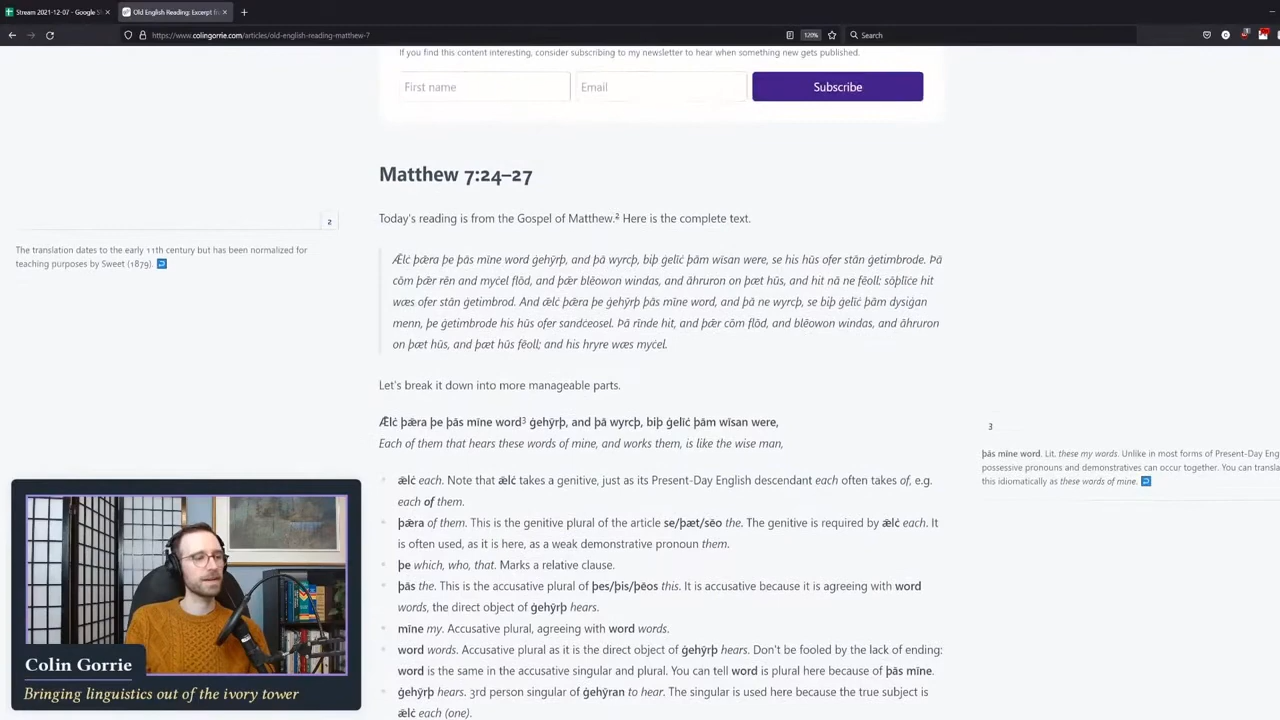 Stream 2021-12-07 - Google Sh
Old English Reading: Excerpt fr
https://www.colingorrie.com/articles/old-english-reading-matthew-7
120%
Search
If you find this content interesting, consider subscribing to my newsletter to hear when something new gets published.
First name
Email
Subscribe
Matthew 7:24–27
Today's reading is from the Gospel of Matthew.² Here is the complete text.
2
The translation dates to the early 11th century but has been normalized for
teaching purposes by Sweet (1879).
Ǣlċ þǣra þe þās mīne word ġehȳrþ, and þā wyrcþ, biþ ġelīċ þām wīsan were, se his hūs ofer stān ġetimbrode. Þā
cōm þǣr rēn and myċel flōd, and þǣr blēowon windas, and āhruron on þæt hūs, and hit nā ne fēoll: sōþlīċe hit
wæs ofer stān ġetimbrod. And ǣlċ þǣra þe ġehȳrþ þās mīne word, and þā ne wyrcþ, se biþ ġelīċ þām dysiġan
menn, þe ġetimbrode his hūs ofer sandċeosel. Þā rīnde hit, and þǣr cōm flōd, and blēowon windas, and āhruron
on þæt hūs, and þæt hūs fēoll; and his hryre wæs myċel.
Let's break it down into more manageable parts.
Ǣlċ þǣra þe þās mīne word³ ġehȳrþ, and þā wyrcþ, biþ ġelīċ þām wīsan were,
Each of them that hears these words of mine, and works them, is like the wise man,
3
þās mīne word. Lit. these my words. Unlike in most forms of Present-Day Eng
possessive pronouns and demonstratives can occur together. You can transla
this idiomatically as these words of mine.
ǣlċ each. Note that ǣlċ takes a genitive, just as its Present-Day English descendant each often takes of, e.g.
each of them.
þǣra of them. This is the genitive plural of the article se/þæt/sēo the. The genitive is required by ǣlċ each. It
is often used, as it is here, as a weak demonstrative pronoun them.
þe which, who, that. Marks a relative clause.
þās the. This is the accusative plural of þes/þis/þēos this. It is accusative because it is agreeing with word
words, the direct object of ġehȳrþ hears.
mīne my. Accusative plural, agreeing with word words.
word words. Accusative plural as it is the direct object of ġehȳrþ hears. Don't be fooled by the lack of ending:
word is the same in the accusative singular and plural. You can tell word is plural here because of þās mīne.
ġehȳrþ hears. 3rd person singular of ġehȳran to hear. The singular is used here because the true subject is
ǣlċ each (one).
Colin Gorrie
Bringing linguistics out of the ivory tower